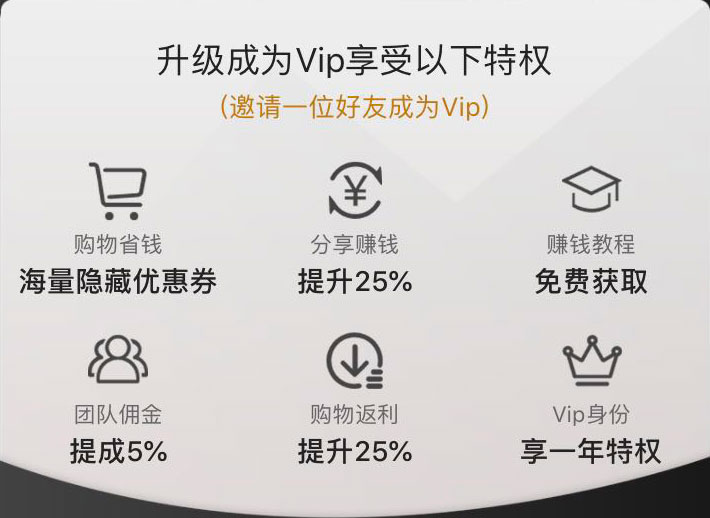 升级成为Vip享受以下特权
(邀请一位好友成为Vip)
¥
购物省钱
分享赚钱
赚钱教程
海量隐藏优惠券
提升25%
免费获取
团队佣金
购物返利
Vip身份
提成5%
提升25%
享一年特权